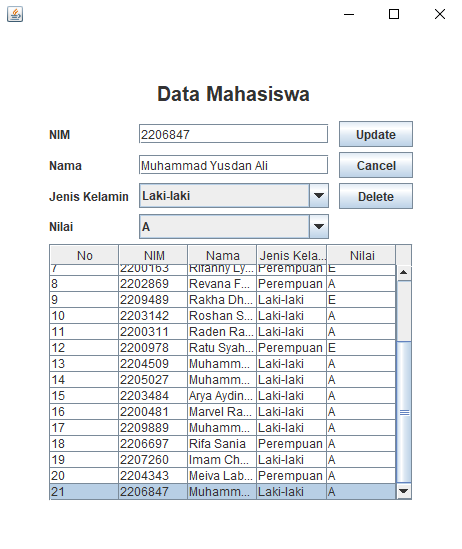 Data Mahasiswa
NIM 2206847 Update
Nama Muhammad Yusdan Ali Cancel
Jenis Kelamin Laki-laki Delete
Nilai A
No NIM Nama Jenis Kela... Nilai
7 2200163 Rifanny Ly... Perempuan E
8 2202869 Revana F... Perempuan A
9 2209489 Rakha Dh... Laki-laki E
10 2203142 Roshan S... Laki-laki A
11 2200311 Raden Ra... Laki-laki A
12 2200978 Ratu Syah... Perempuan E
13 2204509 Muhamm... Laki-laki A
14 2205027 Muhamm... Laki-laki A
15 2203484 Arya Aydin... Laki-laki A
16 2200481 Marvel Ra... Laki-laki A
17 2209889 Muhamm... Laki-laki A
18 2206697 Rifa Sania Perempuan A
19 2207260 Imam Ch... Laki-laki A
20 2204343 Meiva Lab... Perempuan A
21 2206847 Muhamm... Laki-laki A